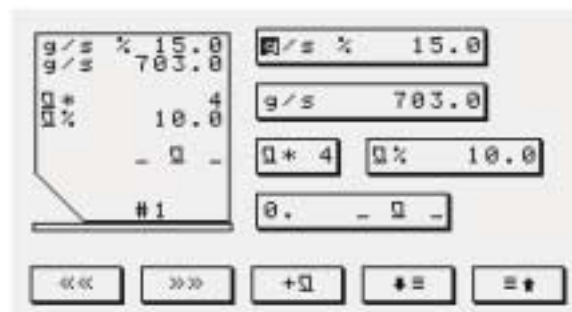 g/s % 15.0
g/s 703.0
Ω* 4
Ω% 10.0
_ Ω _
#1
g/s % 15.0
g/s 703.0
Ω* 4
Ω% 10.0
0. _ Ω _
«« »» +Ω ⬇≡ ≡⬆